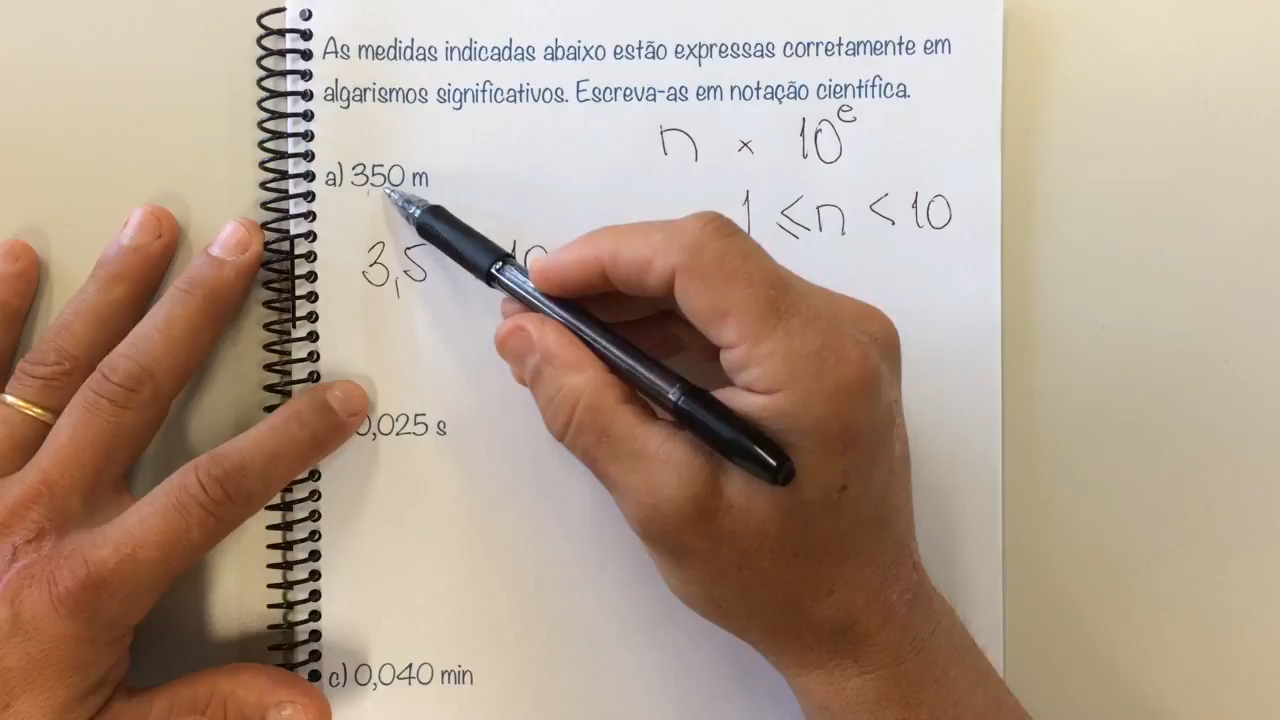 As medidas indicadas abaixo estão expressas corretamente em
algarismos significativos. Escreva-as em notação científica.
n × 10^e
a) 350 m
1 ≤ n < 10
3,5 10
0,025 s
c) 0,040 min